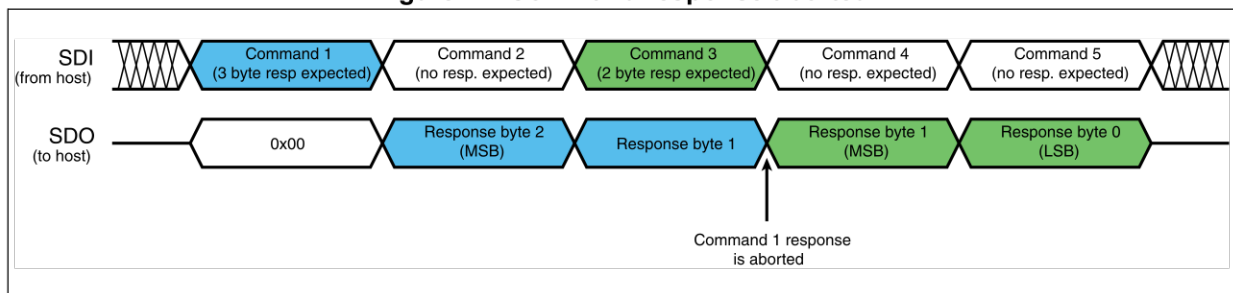 SDI
(from host)
Command 1
(3 byte resp expected)
Command 2
(no resp. expected)
Command 3
(2 byte resp expected)
Command 4
(no resp. expected)
Command 5
(no resp. expected)
SDO
(to host)
0x00
Response byte 2
(MSB)
Response byte 1
Response byte 1
(MSB)
Response byte 0
(LSB)
Command 1 response
is aborted